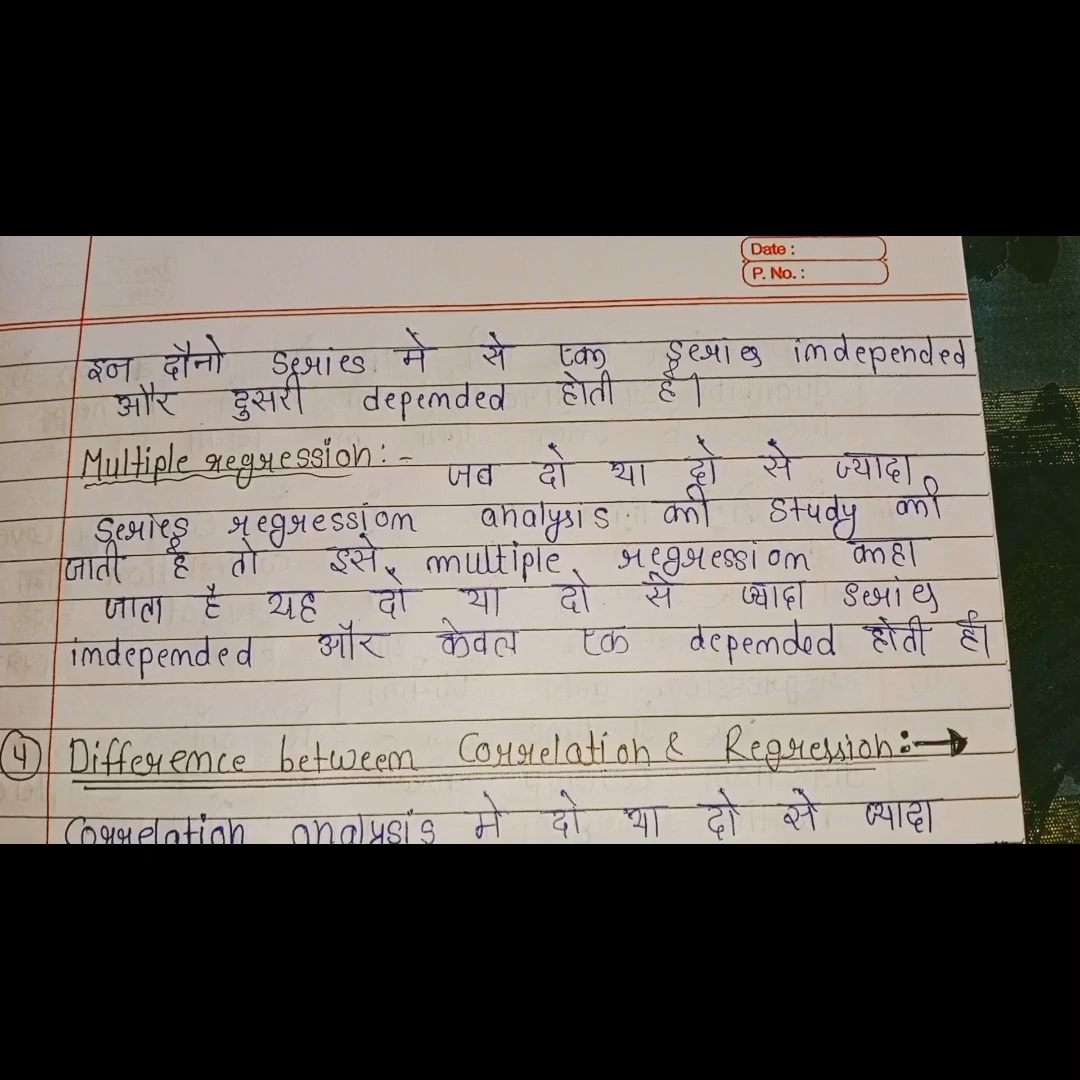 Date :
P. No. :
इन दौनो series मे से एक series independed
और दुसरी depended होती है।
Multiple regression:- जब दो या दो से ज्यादा
series regression analysis की study की
जाती है तो इसे, multiple regression कहा
जाता है यह दो या दो से ज्यादा series
independed और केवल एक depended होती है।
4 Difference between Correlation & Regression:→
Correlation analysis मे दो या दो से ज्यादा